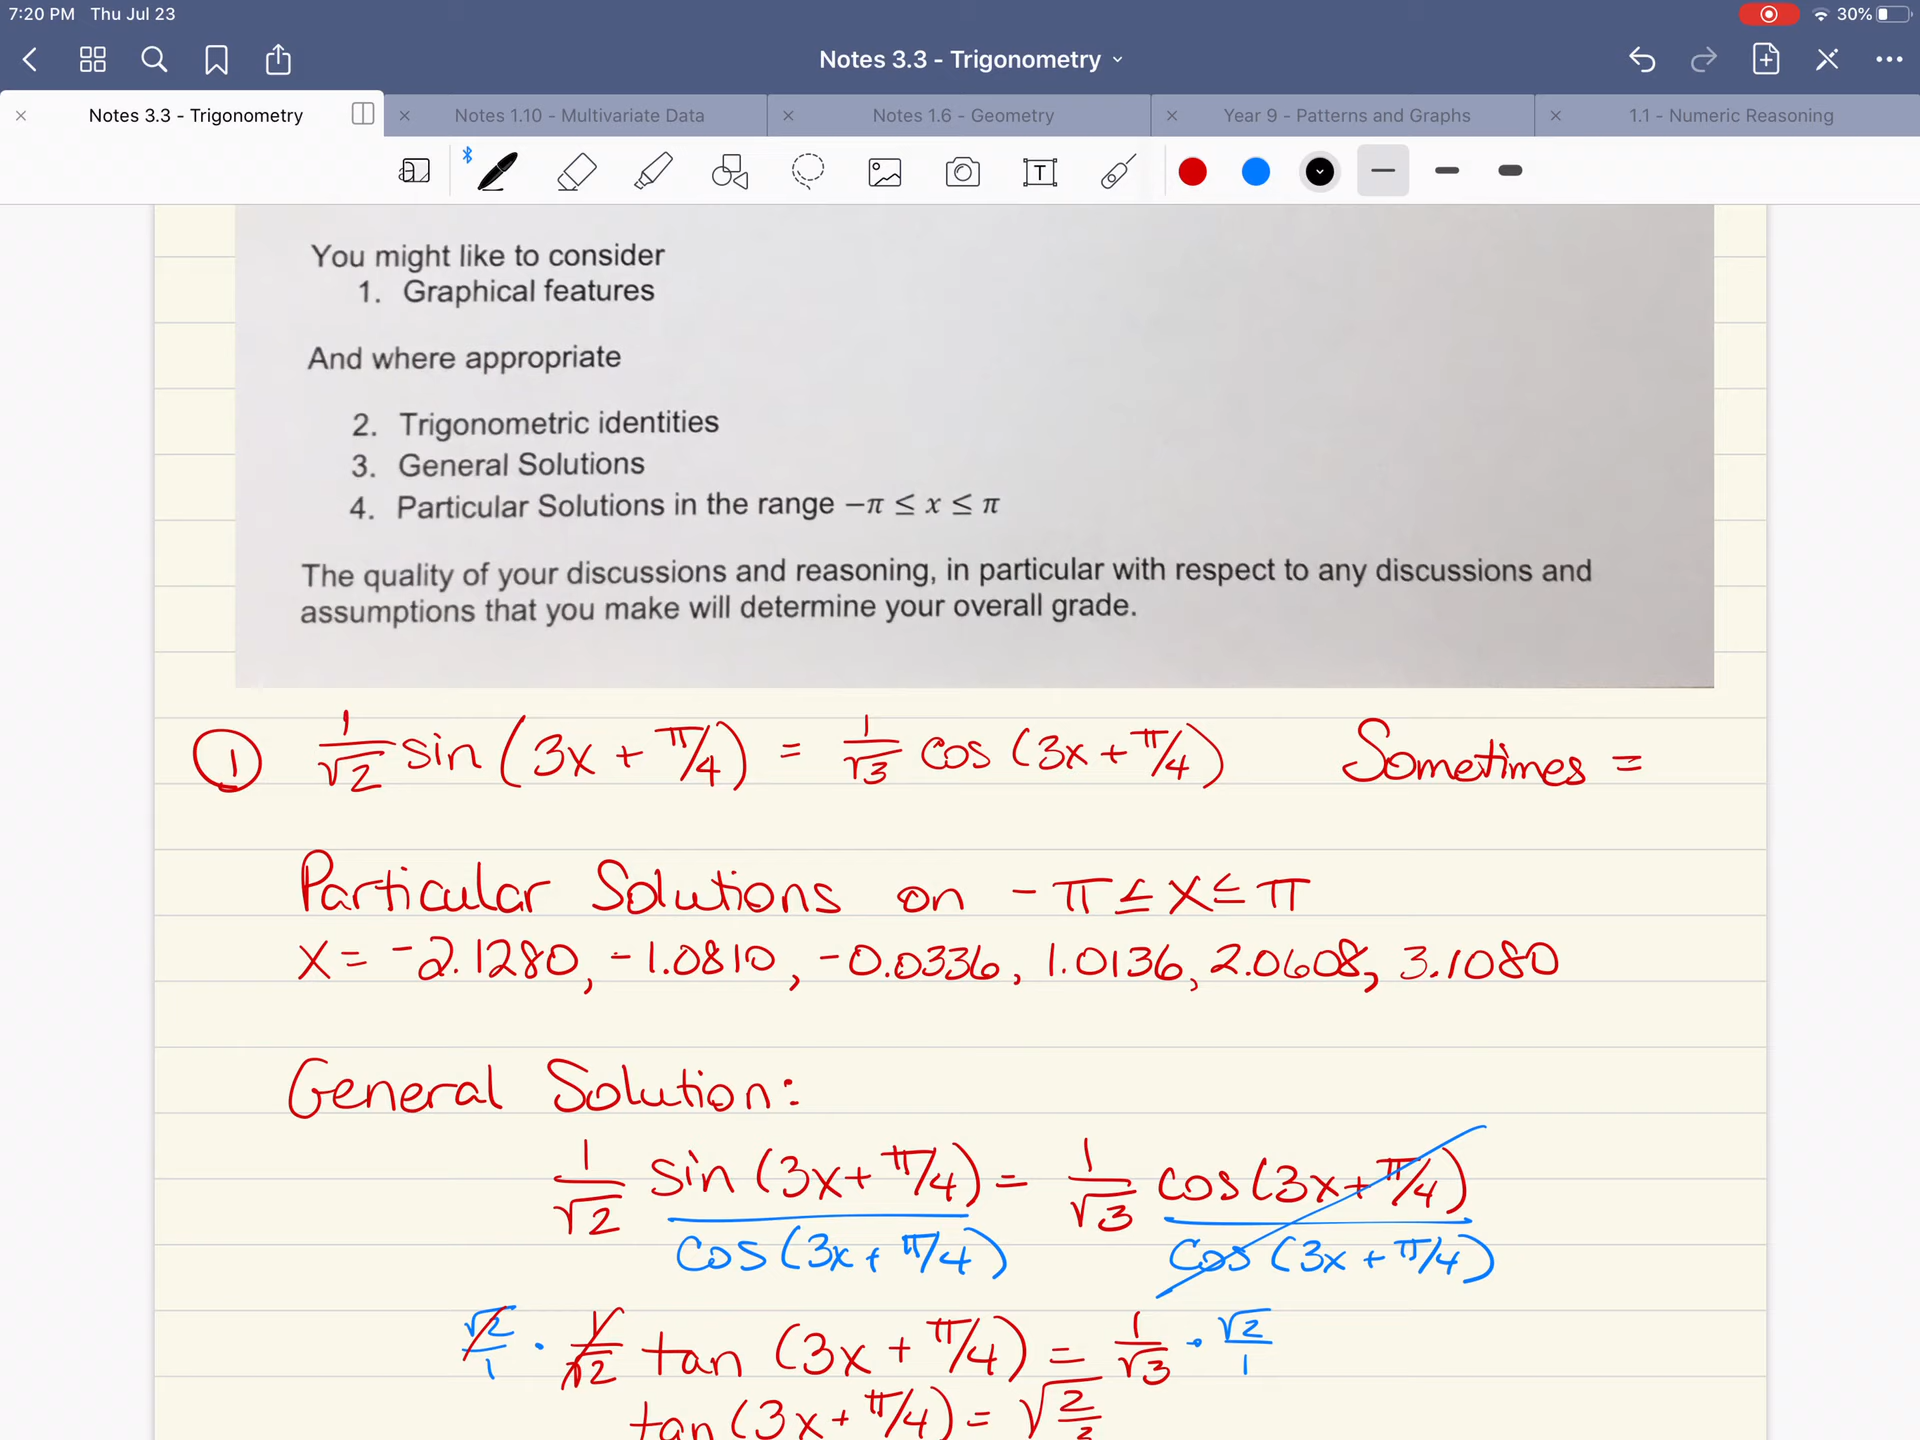 7:20 PM Thu Jul 23
30%
Notes 3.3 - Trigonometry
Notes 3.3 - Trigonometry
Notes 1.10 - Multivariate Data
Notes 1.6 - Geometry
Year 9 - Patterns and Graphs
1.1 - Numeric Reasoning
You might like to consider
1. Graphical features
And where appropriate
2. Trigonometric identities
3. General Solutions
4. Particular Solutions in the range −π ≤ x ≤ π
The quality of your discussions and reasoning, in particular with respect to any discussions and
assumptions that you make will determine your overall grade.
① 1/√2 sin (3x + π/4) = 1/√3 cos (3x + π/4) Sometimes =
Particular Solutions on -π ≤ x ≤ π
x = -2.1280, -1.0810, -0.0336, 1.0136, 2.0608, 3.1080
General Solution:
1/√2 sin (3x + π/4) = 1/√3 cos (3x + π/4)
cos (3x + π/4) cos (3x + π/4)
√2/1 · 1/√2 tan (3x + π/4) = 1/√3 · √2/1
tan (3x + π/4) = √2/3